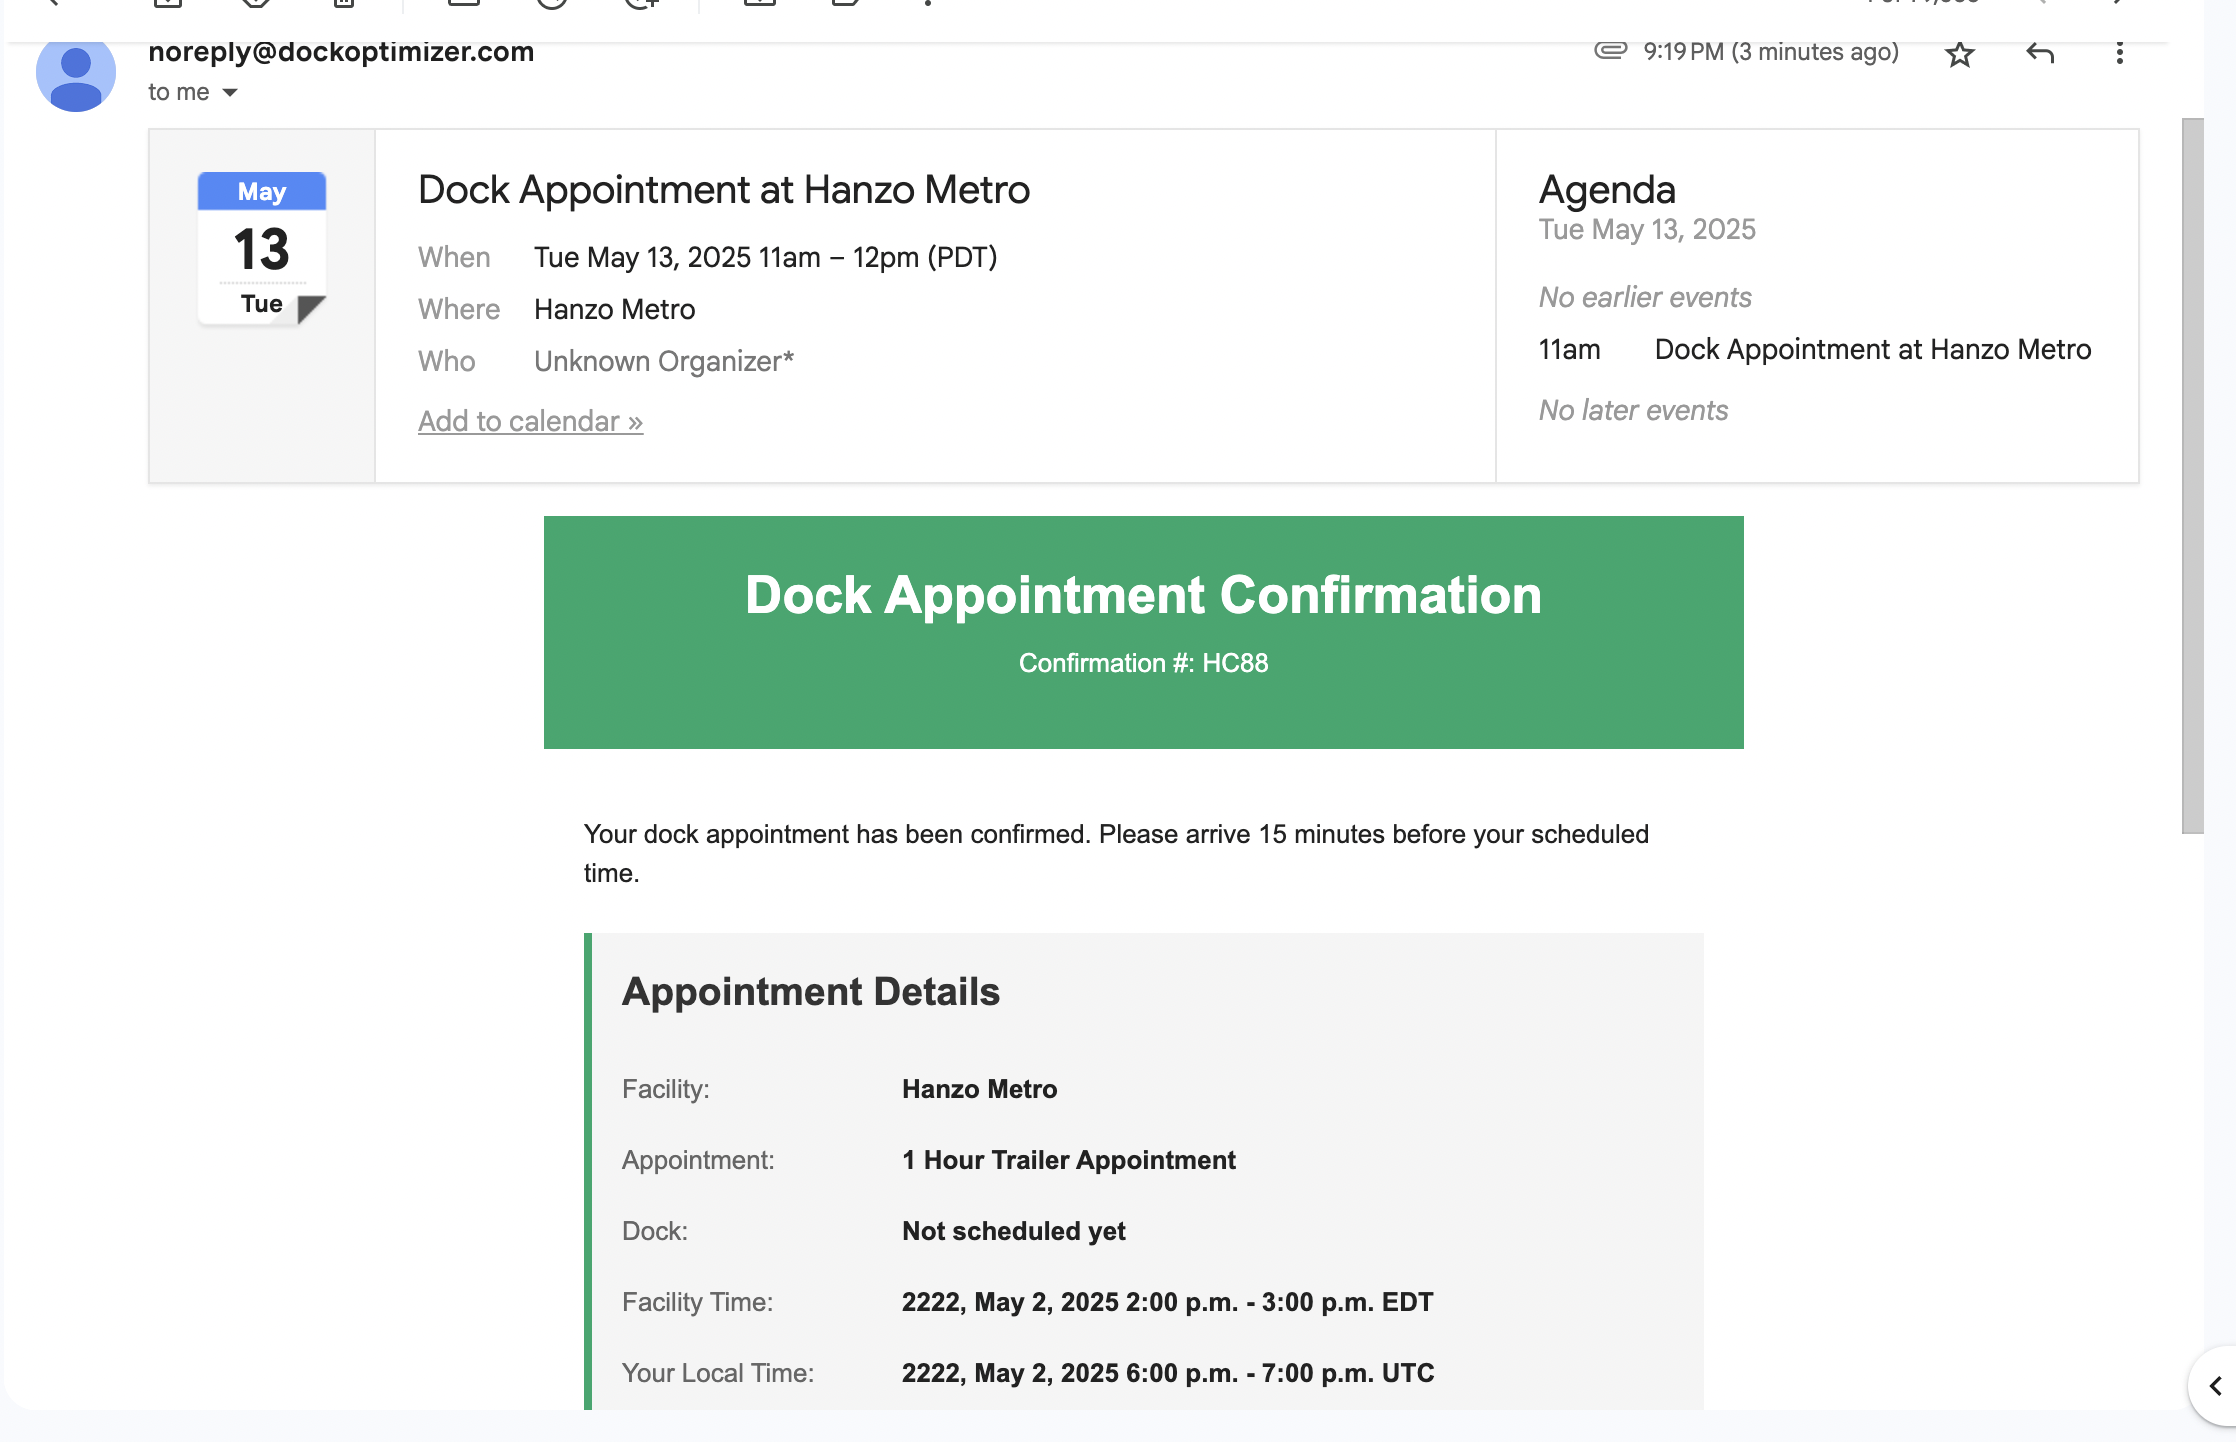 noreply@dockoptimizer.com
9:19 PM (3 minutes ago)
to me
May
13
Tue
Dock Appointment at Hanzo Metro
When Tue May 13, 2025 11am – 12pm (PDT)
Where Hanzo Metro
Who Unknown Organizer*
Add to calendar »
Agenda
Tue May 13, 2025
No earlier events
11am Dock Appointment at Hanzo Metro
No later events
Dock Appointment Confirmation
Confirmation #: HC88
Your dock appointment has been confirmed. Please arrive 15 minutes before your scheduled
time.
Appointment Details
Facility: Hanzo Metro
Appointment: 1 Hour Trailer Appointment
Dock: Not scheduled yet
Facility Time: 2222, May 2, 2025 2:00 p.m. - 3:00 p.m. EDT
Your Local Time: 2222, May 2, 2025 6:00 p.m. - 7:00 p.m. UTC